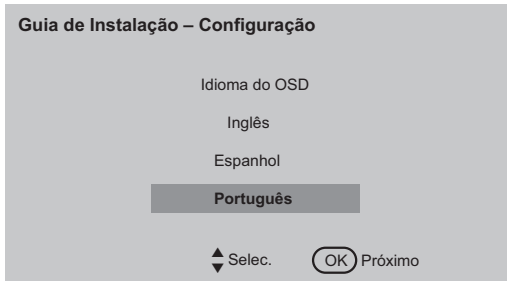 Guia de Instalação – Configuração
Idioma do OSD
Inglês
Espanhol
Português
Selec. OK Próximo